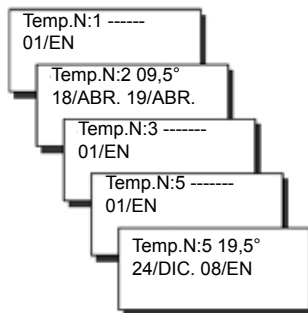 Temp.N:1 ------
01/EN
Temp.N:2 09,5°
18/ABR. 19/ABR.
Temp.N:3 -------
01/EN
Temp.N:5 -------
01/EN
Temp.N:5 19,5°
24/DIC. 08/EN